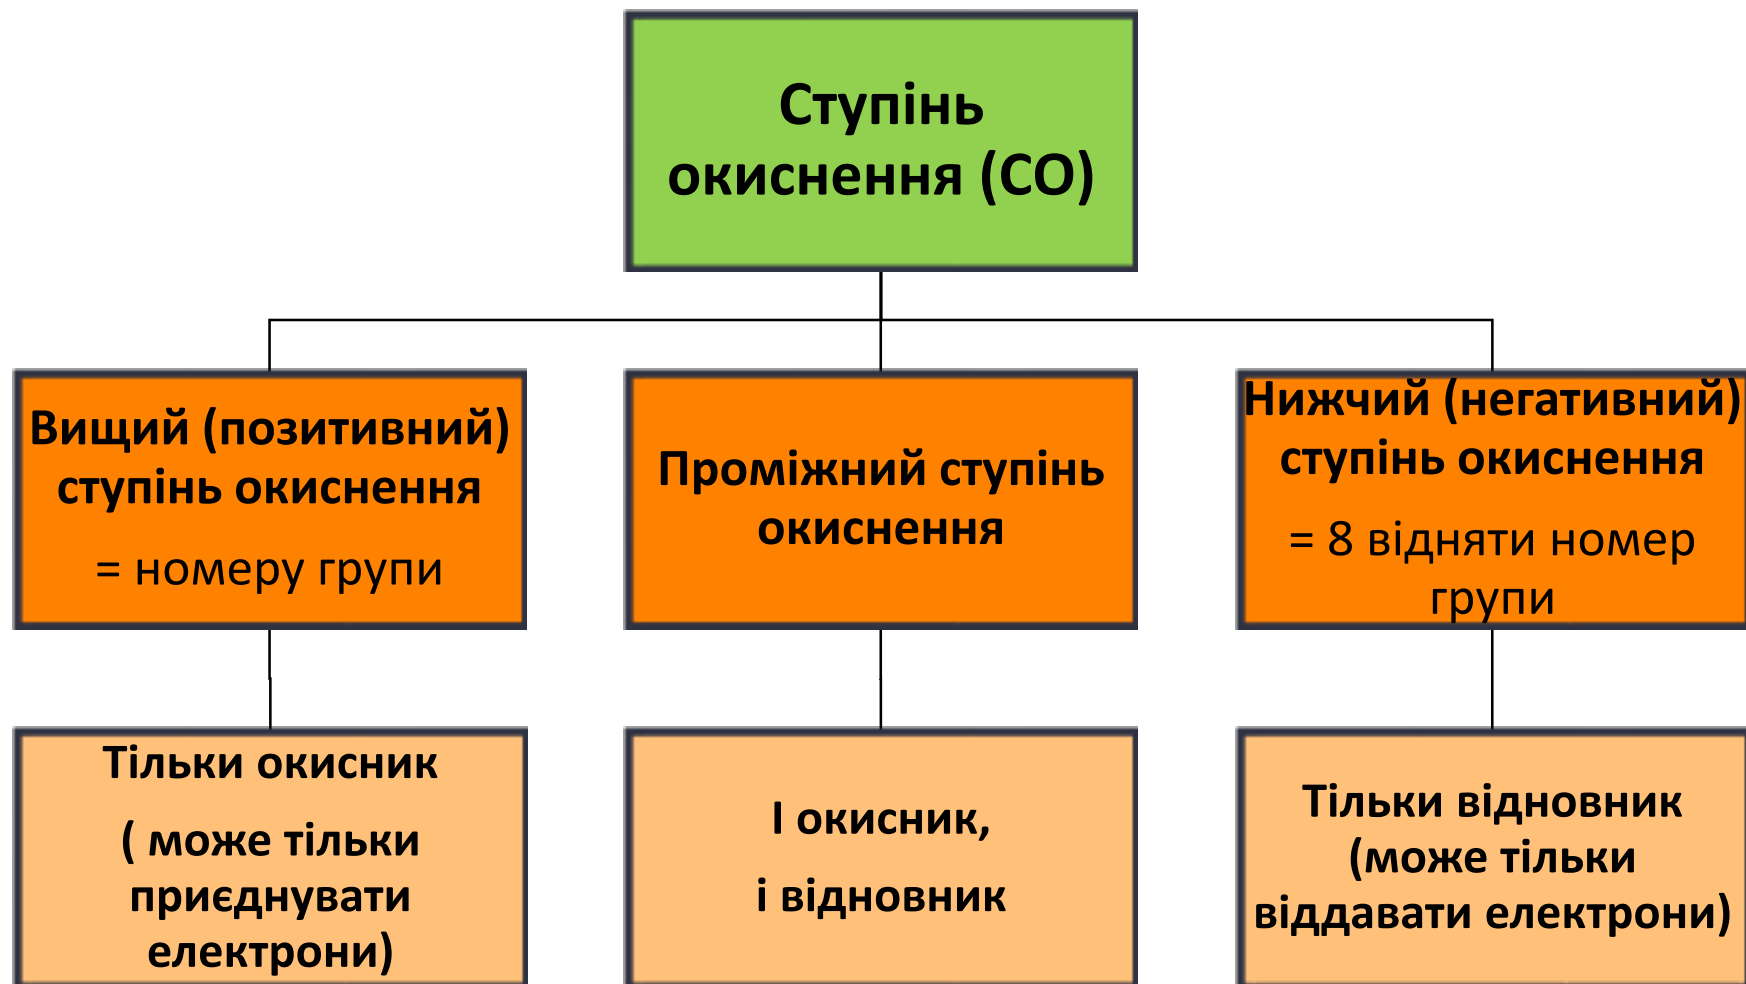 Ступінь
окиснення (СО)
Вищий (позитивний)
ступінь окиснення
= номеру групи
Проміжний ступінь
окиснення
Нижчий (негативний)
ступінь окиснення
= 8 відняти номер
групи
Тільки окисник
( може тільки
приєднувати
електрони)
І окисник,
і відновник
Тільки відновник
(може тільки
віддавати електрони)